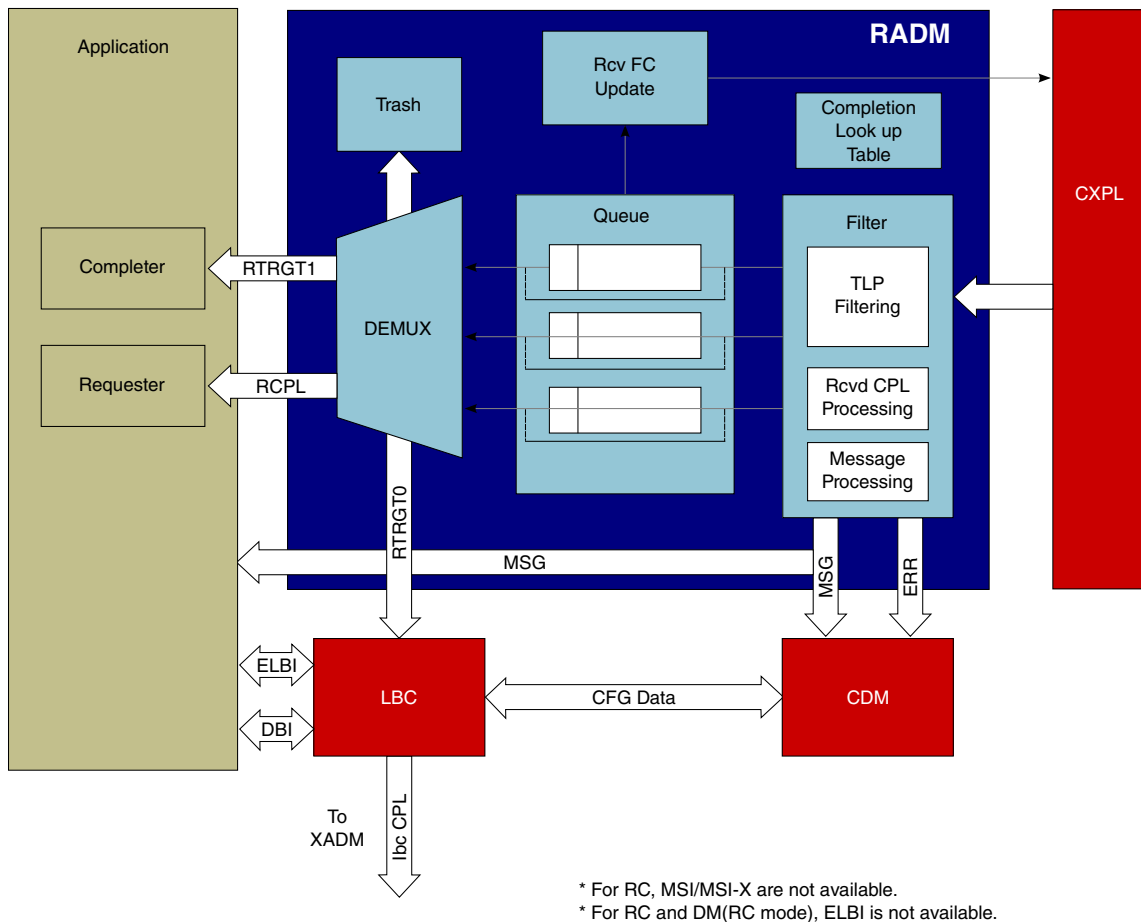 Application
RADM
Rcv FC
Update
Trash
Completion
Look up
Table
CXPL
Queue
Filter
Completer
RTRGT1
TLP
Filtering
DEMUX
Requester
RCPL
Rcvd CPL
Processing
Message
Processing
RTRGT0
MSG
MSG
ERR
ELBI
LBC
CFG Data
CDM
DBI
To
XADM
lbc CPL
* For RC, MSI/MSI-X are not available.
* For RC and DM(RC mode), ELBI is not available.